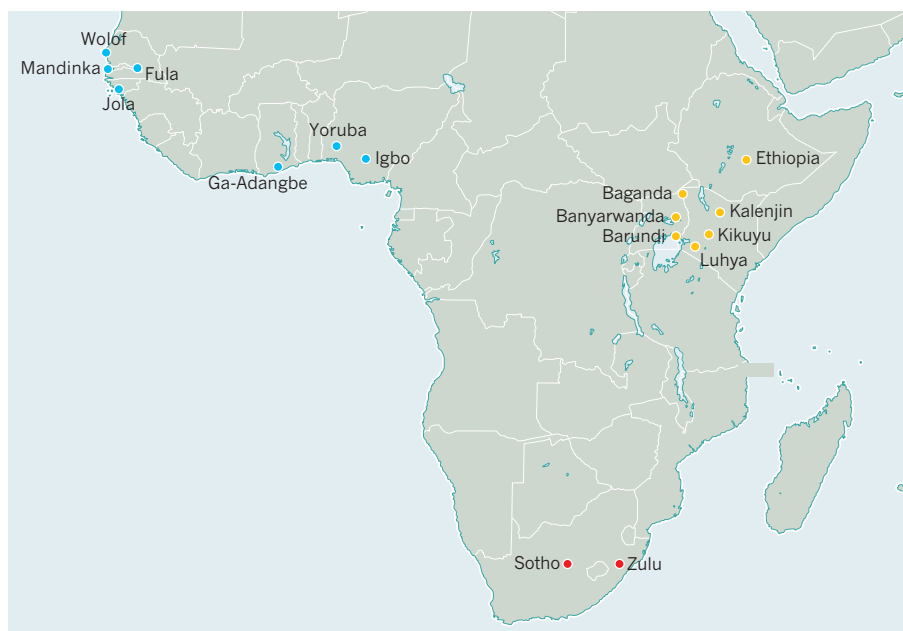 Wolof
Mandinka
Fula
Jola
Yoruba
Igbo
Ga-Adangbe
Ethiopia
Baganda
Kalenjin
Banyarwanda
Kikuyu
Barundi
Luhya
Sotho
Zulu